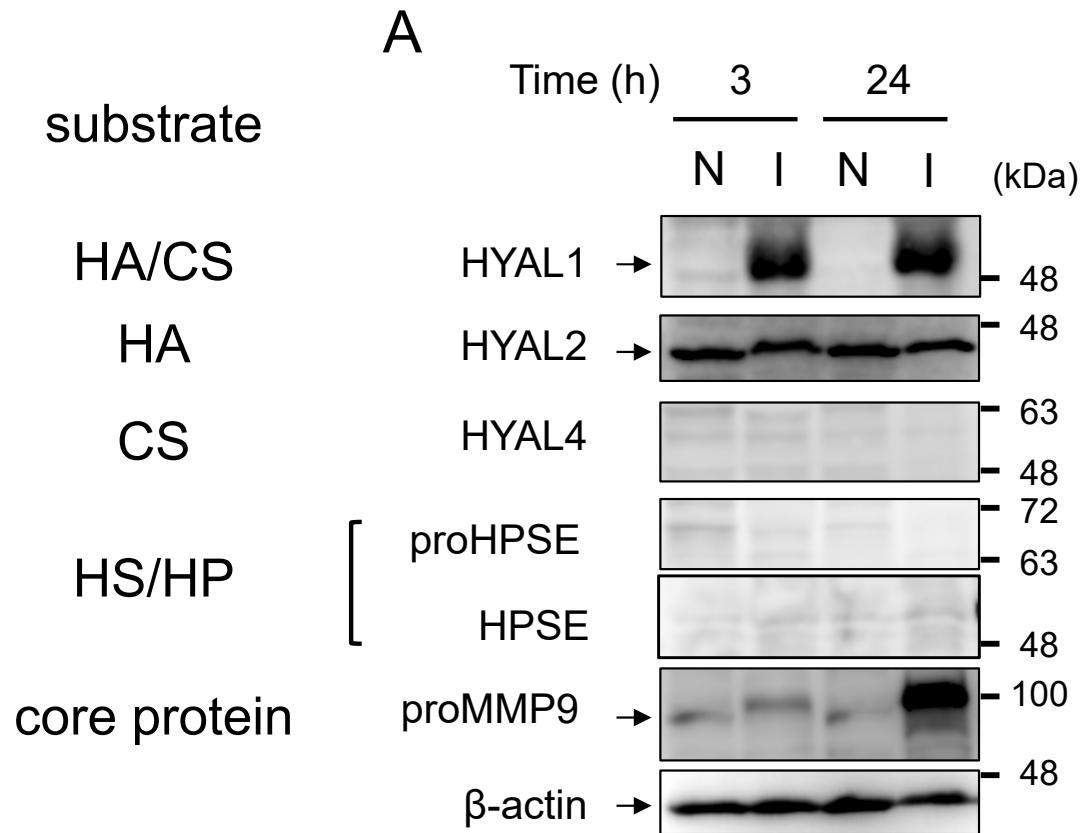 A
Time (h) 3 24
substrate
N I N I (kDa)
HA/CS HYAL1 48
HA HYAL2 48
CS HYAL4 63
48
HS/HP proHPSE 72
63
HPSE 48
core protein proMMP9 100
48
β-actin